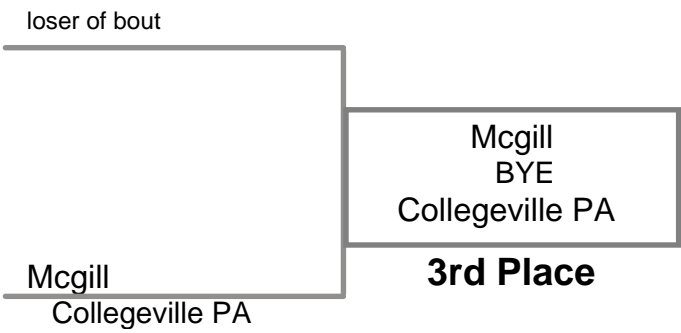 loser of bout
Mcgill
BYE
Collegeville PA
3rd Place
Mcgill
Collegeville PA